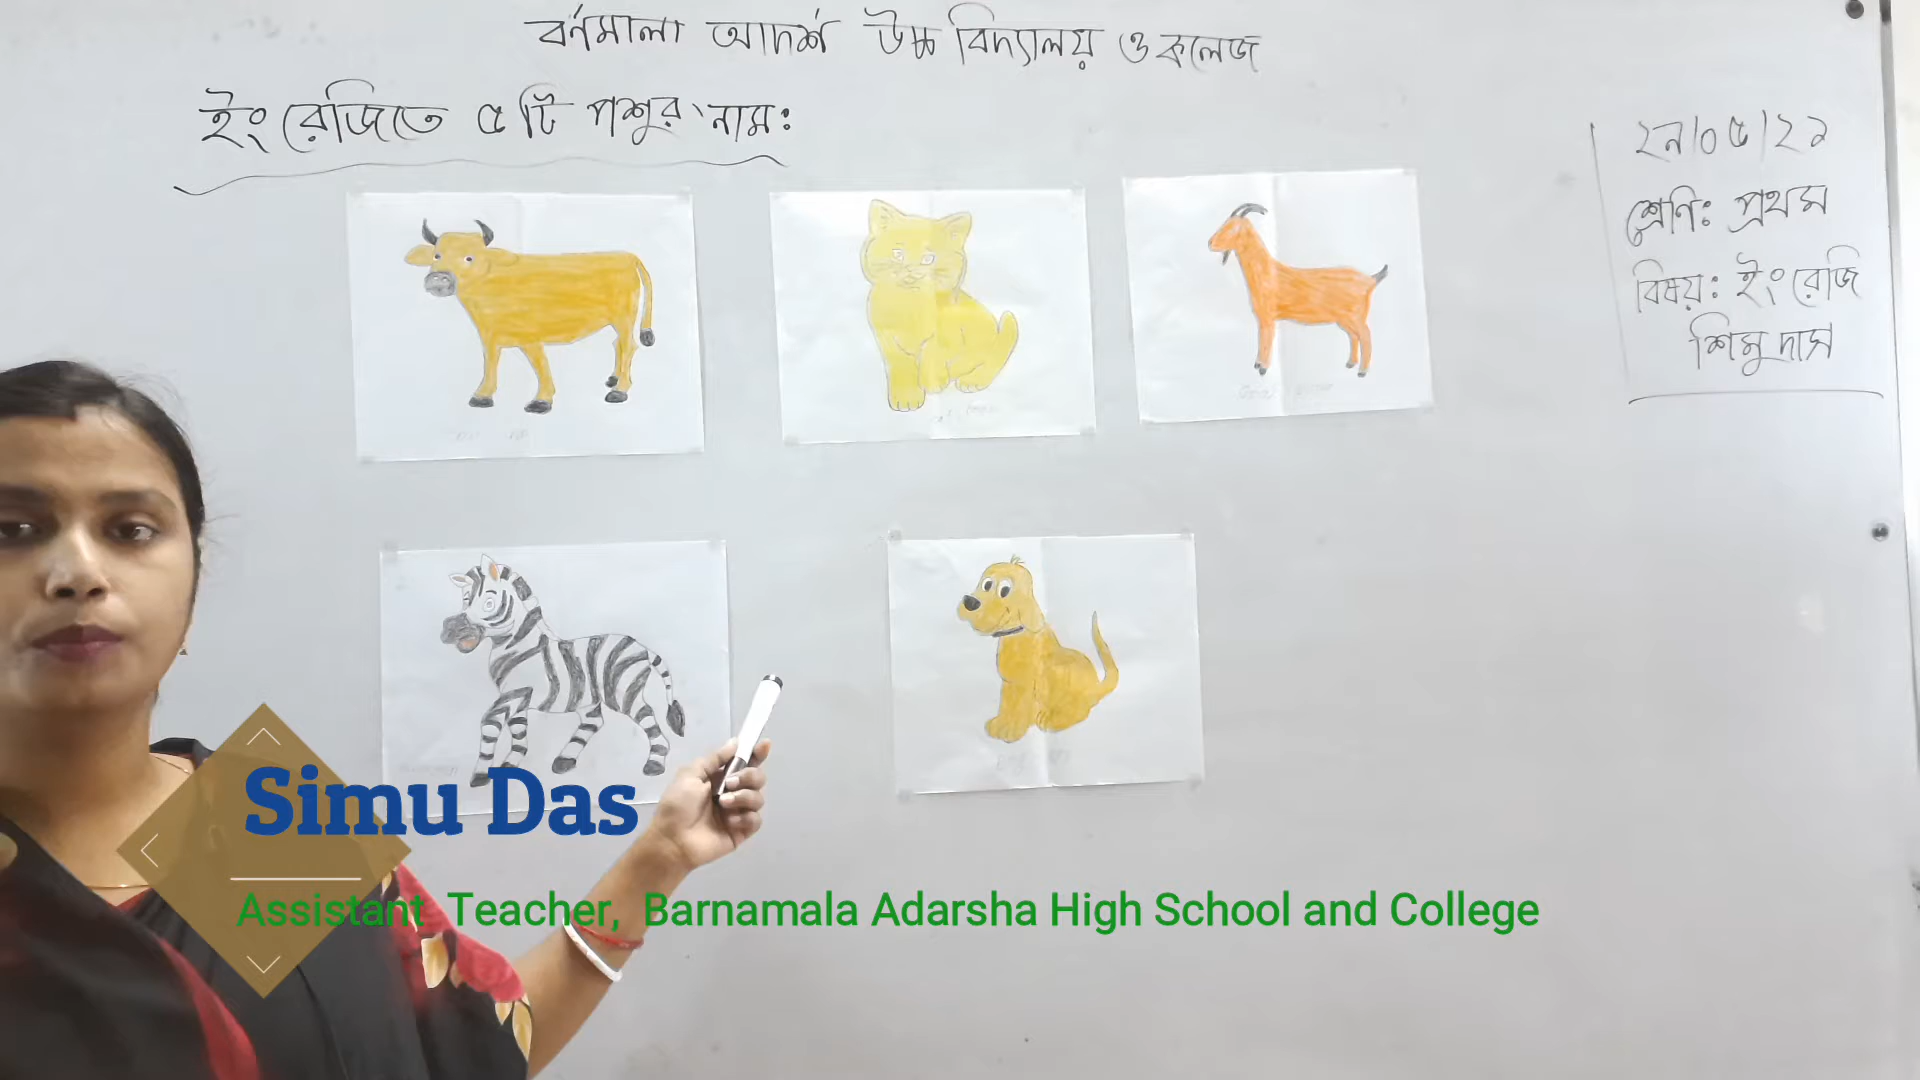 বর্ণমালা আদর্শ উচ্চ বিদ্যালয় ও কলেজ
ইংরেজিতে ৫টি পশুর নাম:
২৯/০৫/২১
শ্রেণি: প্রথম
বিষয়: ইংরেজি
শিমু দাস
Simu Das
Assistant Teacher, Barnamala Adarsha High School and College